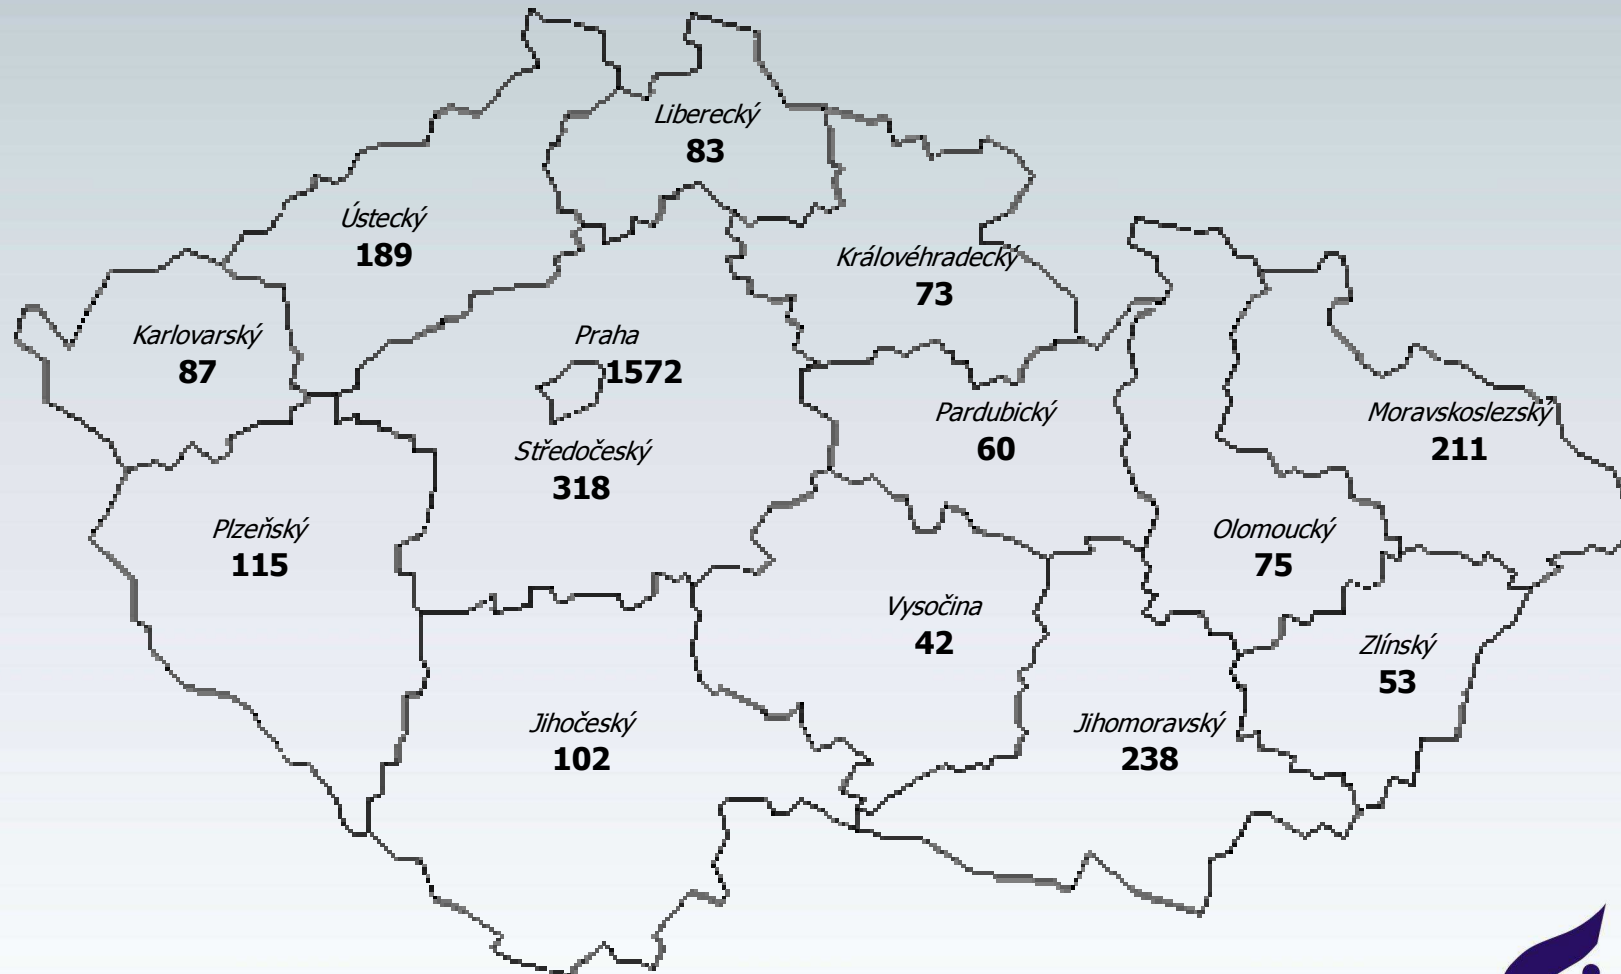 Liberecký
83
Ústecký
189
Královéhradecký
73
Karlovarský
87
Praha
1572
Pardubický
60
Moravskoslezský
211
Středočeský
318
Plzeňský
115
Olomoucký
75
Vysočina
42
Zlínský
53
Jihočeský
102
Jihomoravský
238